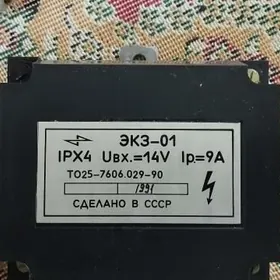 ЭКЗ-01
IPX4 Uвх.=14V Ip=9A
ТО25-7606.029-90
1991
СДЕЛАНО В СССР